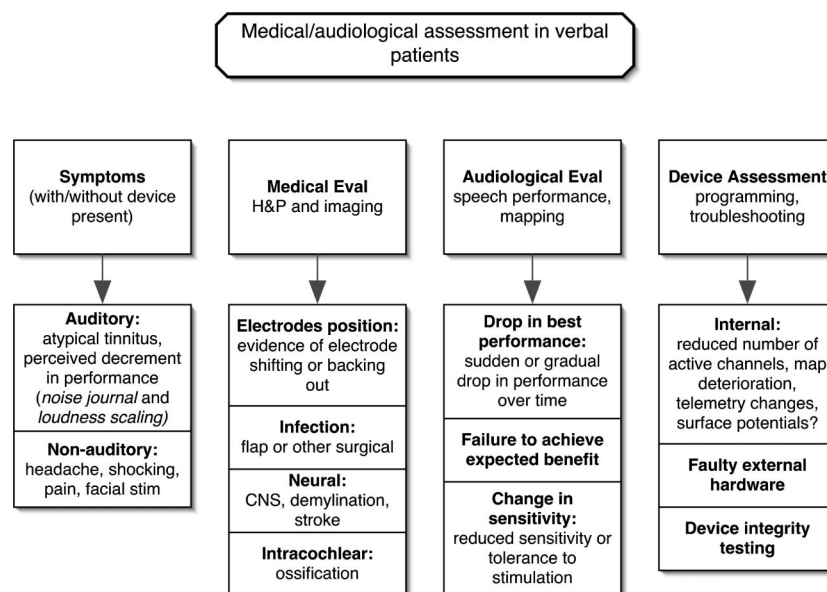 Medical/audiological assessment in verbal
patients
Symptoms
(with/without device
present)
Auditory:
atypical tinnitus,
perceived decrement
in performance
(noise journal and
loudness scaling)
Non-auditory:
headache, shocking,
pain, facial stim
Medical Eval
H&P and imaging
Electrodes position:
evidence of electrode
shifting or backing
out
Infection:
flap or other surgical
Neural:
CNS, demylination,
stroke
Intracochlear:
ossification
Audiological Eval
speech performance,
mapping
Drop in best
performance:
sudden or gradual
drop in performance
over time
Failure to achieve
expected benefit
Change in
sensitivity:
reduced sensitivity or
tolerance to
stimulation
Device Assessment
programming,
troubleshooting
Internal:
reduced number of
active channels, map
deterioration,
telemetry changes,
surface potentials?
Faulty external
hardware
Device integrity
testing